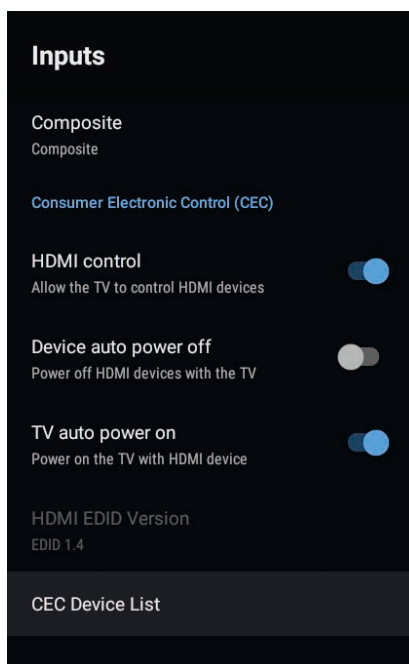 Inputs
Composite
Composite
Consumer Electronic Control (CEC)
HDMI control
Allow the TV to control HDMI devices
Device auto power off
Power off HDMI devices with the TV
TV auto power on
Power on the TV with HDMI device
HDMI EDID Version
EDID 1.4
CEC Device List